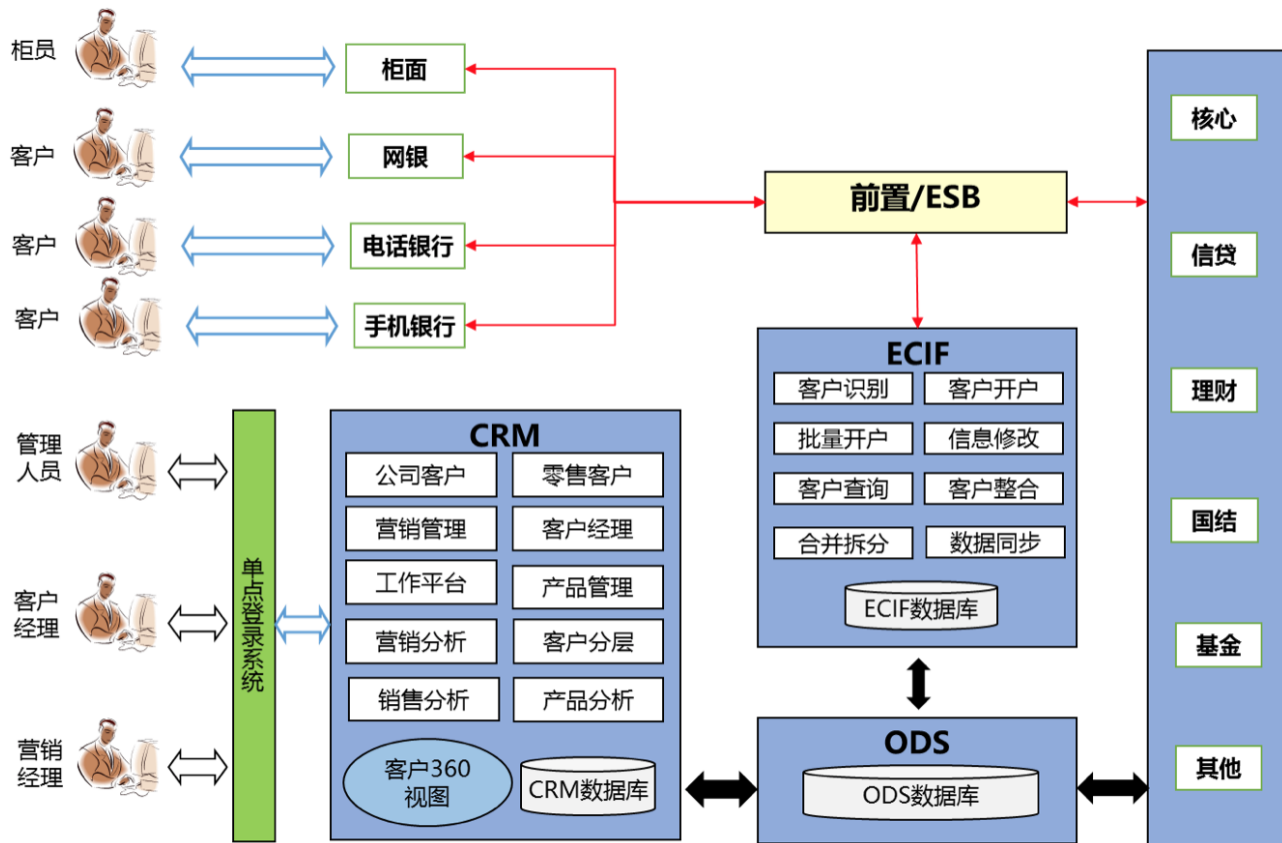 柜员
柜面
客户
网银
客户
电话银行
客户
手机银行
前置/ESB
核心
信贷
理财
国结
基金
其他
ECIF
客户识别
客户开户
批量开户
信息修改
客户查询
客户整合
合并拆分
数据同步
ECIF数据库
管理
人员
客户
经理
营销
经理
单点登录系统
CRM
公司客户
零售客户
营销管理
客户经理
工作平台
产品管理
营销分析
客户分层
销售分析
产品分析
客户360
视图
CRM数据库
ODS
ODS数据库